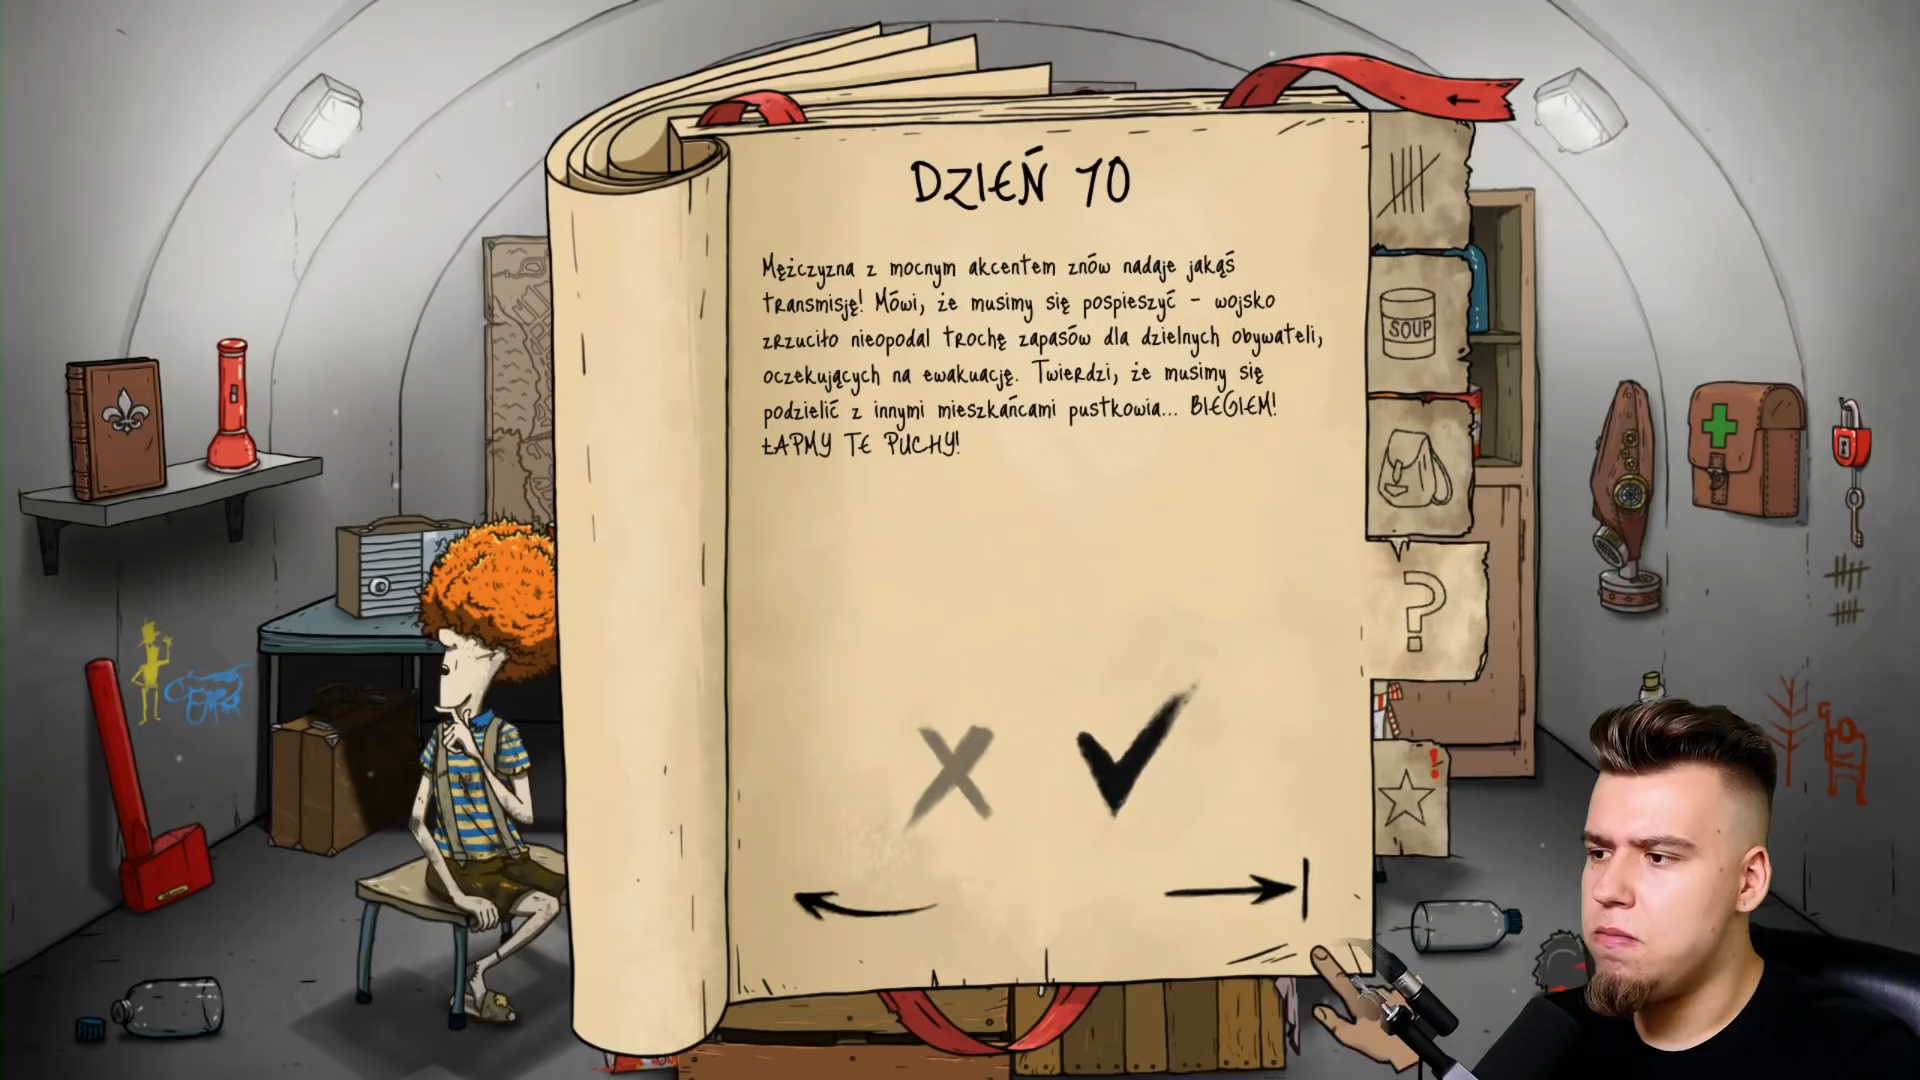 DZIEŃ 70
Mężczyzna z mocnym akcentem znów nadaje jakąś
transmisję! Mówi, że musimy się pospieszyć - wojsko
zrzuciło nieopodal trochę zapasów dla dzielnych obywateli,
oczekujących na ewakuację. Twierdzi, że musimy się
podzielić z innymi mieszkańcami pustkowia... BIEGIEM!
ŁAPMY TE PUCHY!
SOUP
?
!